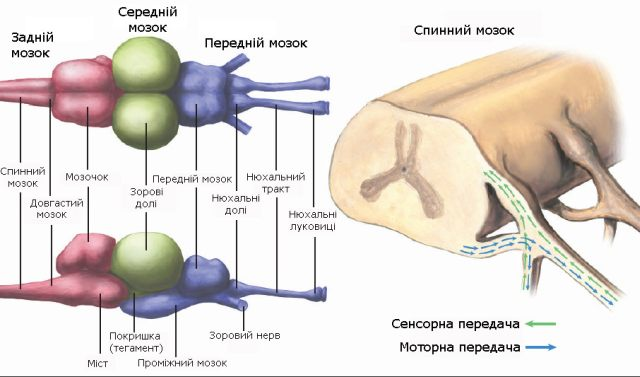 Задній
мозок
Середній
мозок
Передній мозок
Спинний мозок
Спинний
мозок
Довгастий
мозок
Мозочок
Зорові
долі
Передній мозок
Нюхальні
долі
Нюхальний
тракт
Нюхальні
луковиці
Міст
Покришка
(тегамент)
Проміжний мозок
Зоровий нерв
Сенсорна передача
Моторна передача